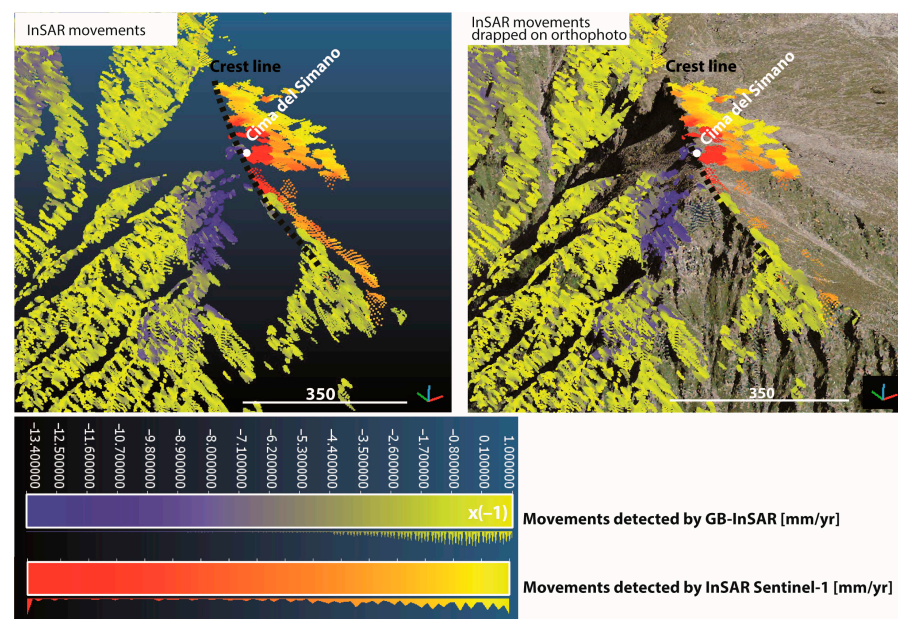 InSAR movements
Crest line
Cima del Simano
350
InSAR movements
drapped on orthophoto
Crest line
Cima del Simano
350
-13.400000
-12.500000
-11.600000
-10.700000
-9.800000
-8.900000
-8.000000
-7.100000
-6.200000
-5.300000
-4.400000
-3.500000
-2.600000
-1.700000
-0.800000
0.100000
1.000000
x(−1)
Movements detected by GB-InSAR [mm/yr]
Movements detected by InSAR Sentinel-1 [mm/yr]